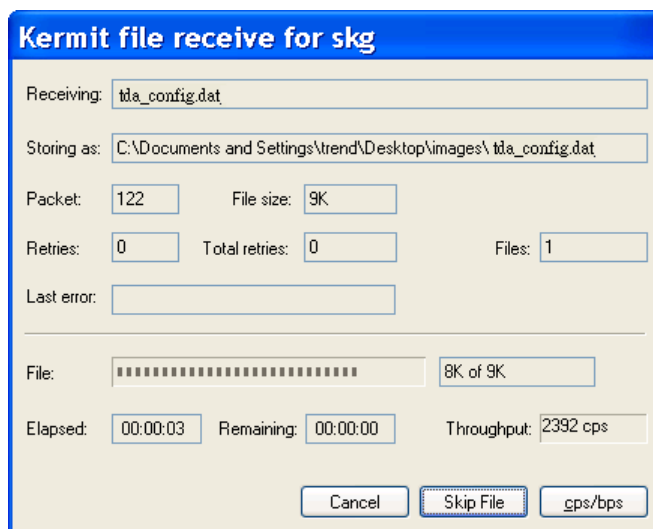 Kermit file receive for skg
Receiving: tda_config.dat
Storing as: C:\Documents and Settings\trend\Desktop\images\ tda_config.dat
Packet: 122 File size: 9K
Retries: 0 Total retries: 0 Files: 1
Last error:
File: 8K of 9K
Elapsed: 00:00:03 Remaining: 00:00:00 Throughput: 2392 cps
Cancel Skip File cps/bps